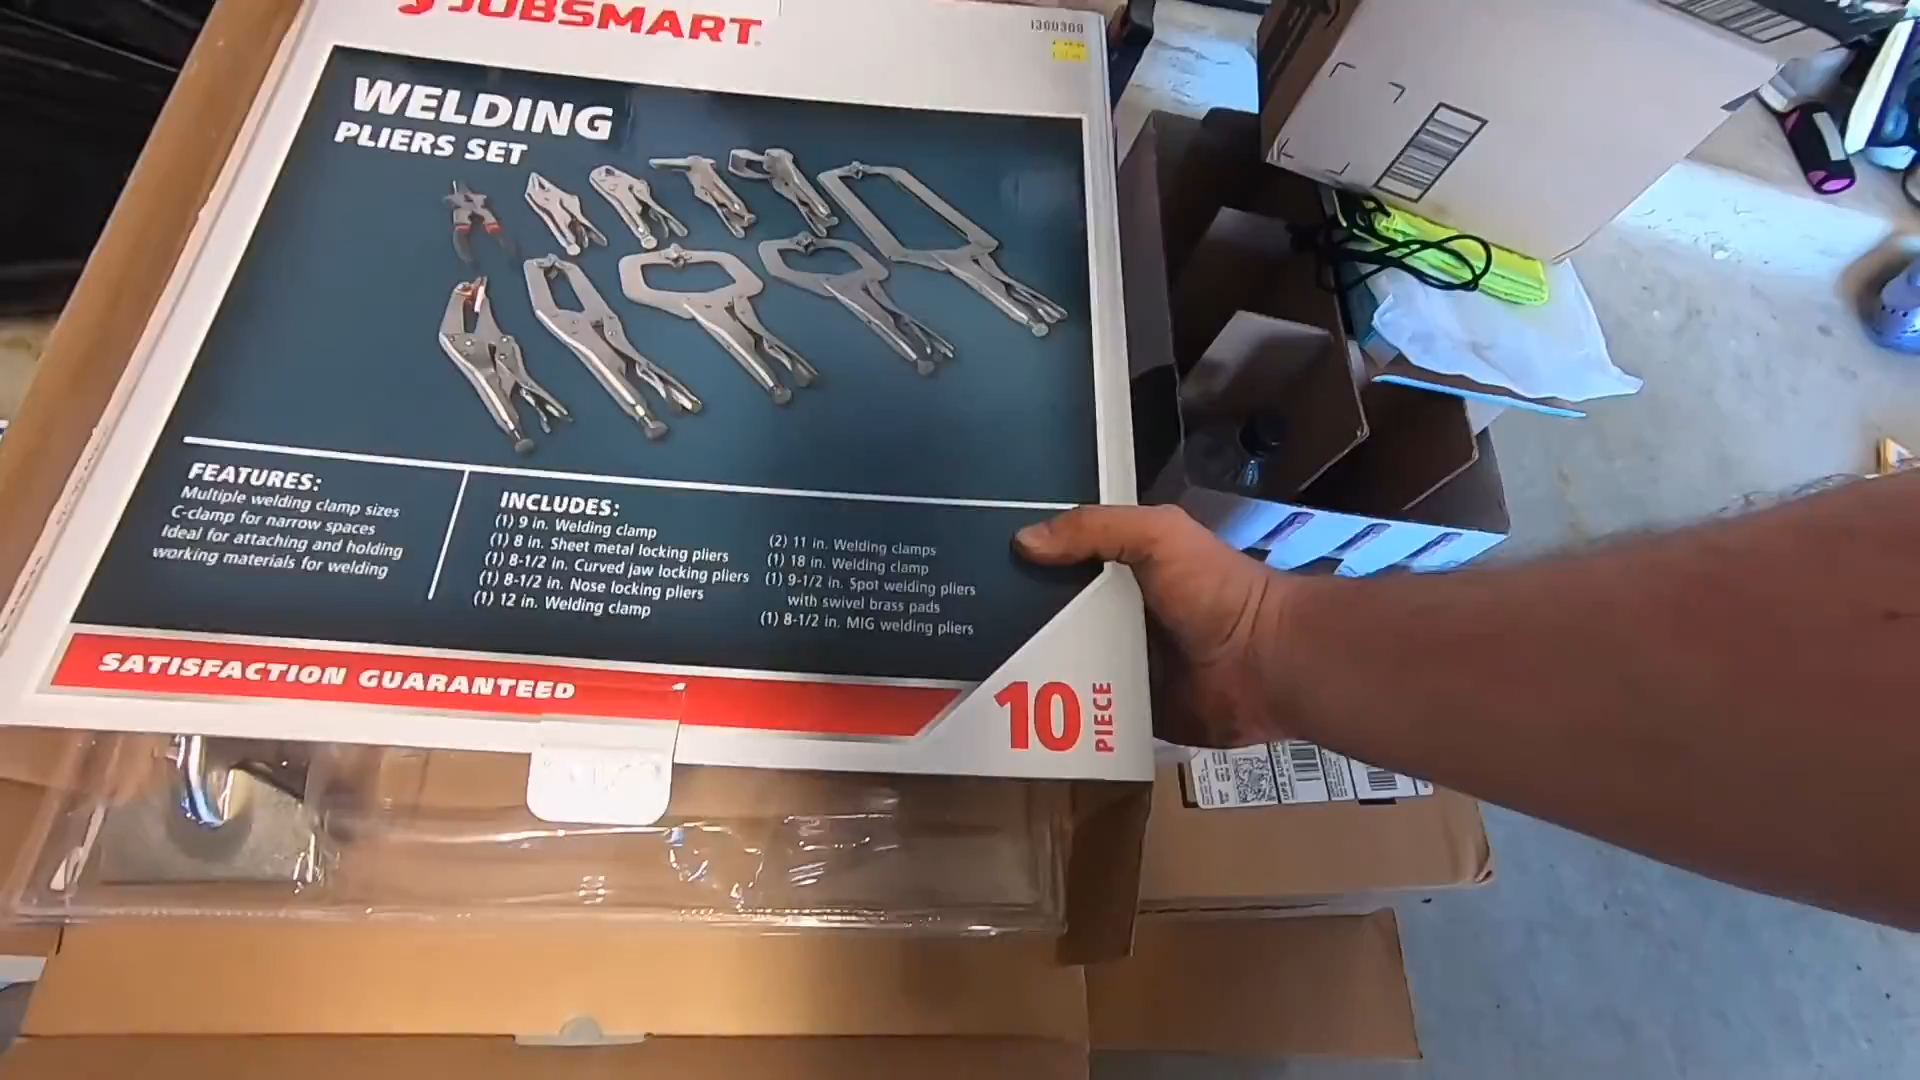 JOBSMART
WELDING
PLIERS SET
FEATURES:
Multiple welding clamp sizes
C-clamp for narrow spaces
Ideal for attaching and holding
working materials for welding
INCLUDES:
(1) 9 in. Welding clamp
(1) 8 in. Sheet metal locking pliers
(1) 8-1/2 in. Curved jaw locking pliers
(1) 8-1/2 in. Nose locking pliers
(1) 12 in. Welding clamp
(2) 11 in. Welding clamps
(1) 18 in. Welding clamp
(1) 9-1/2 in. Spot welding pliers
with swivel brass pads
(1) 8-1/2 in. MIG welding pliers
SATISFACTION GUARANTEED
10
PIECE